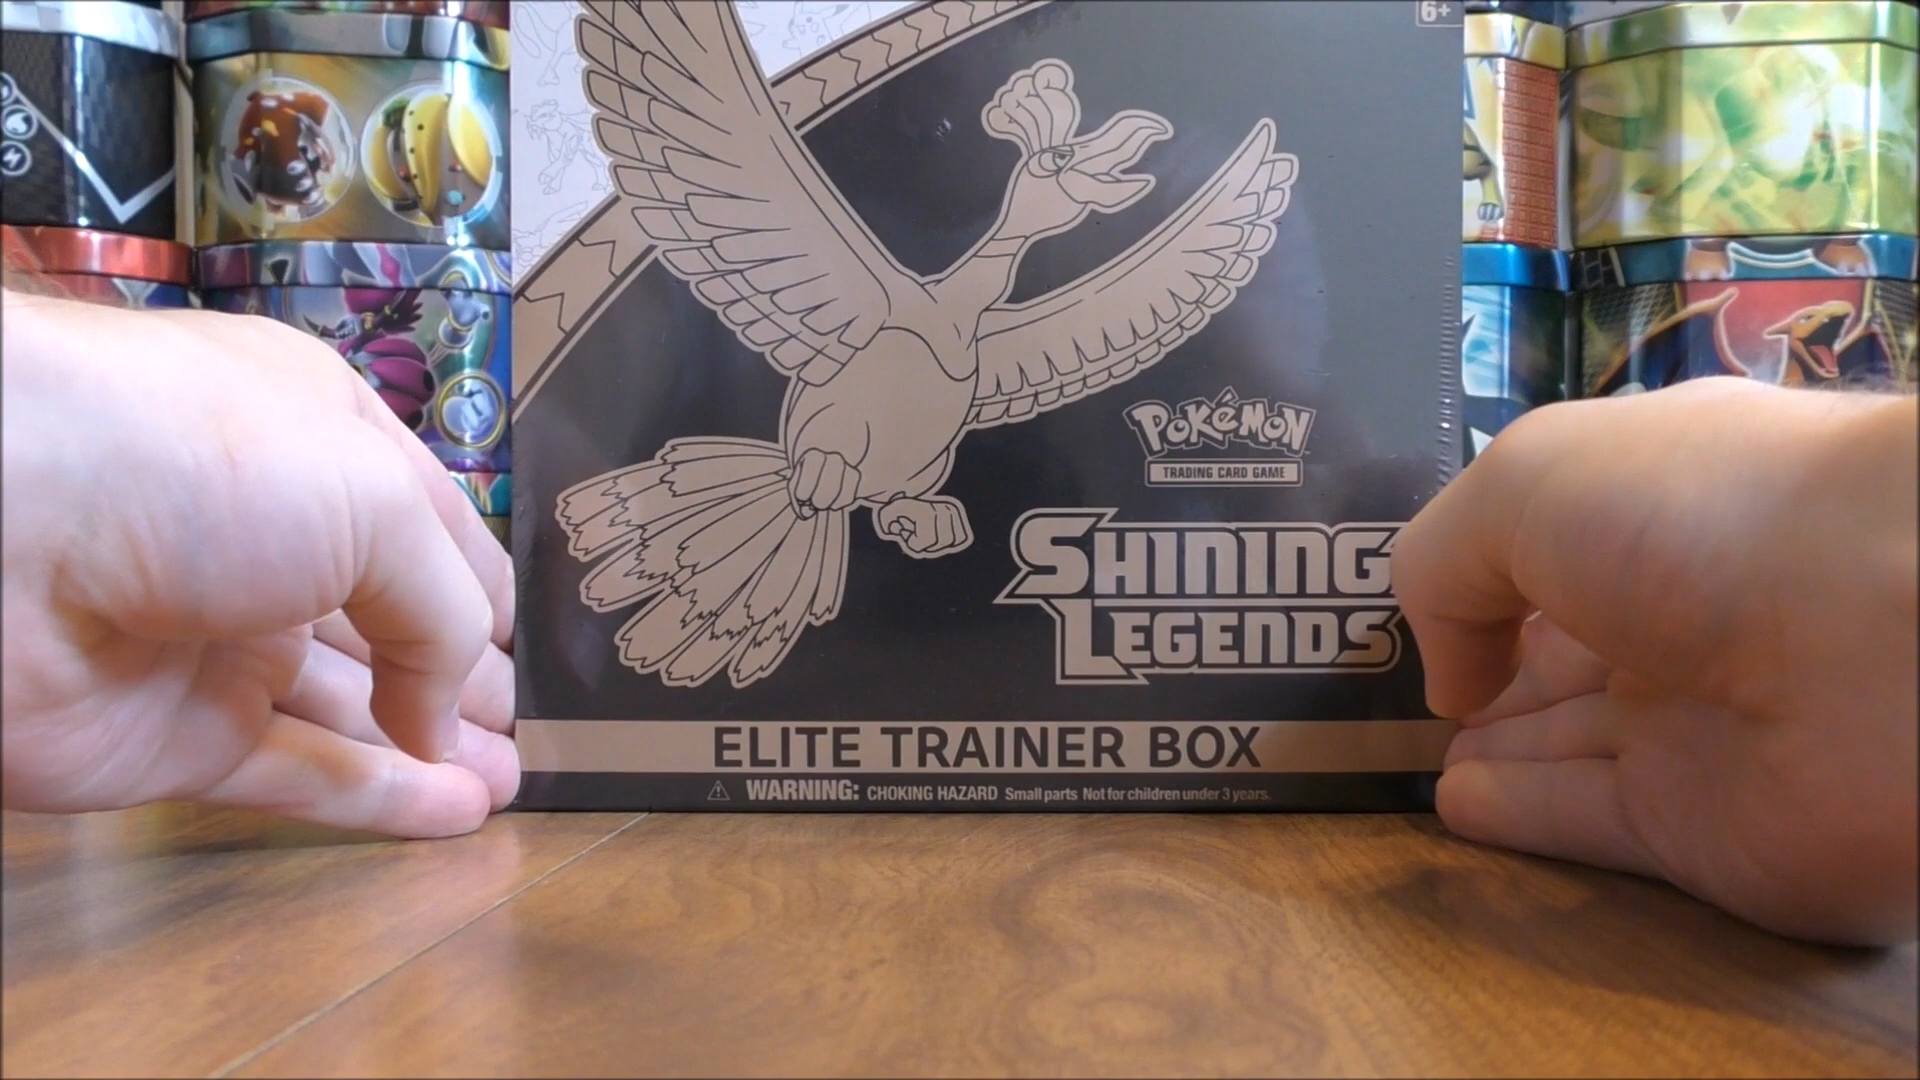 6+
POKéMON
TRADING CARD GAME
SHINING
LEGENDS
ELITE TRAINER BOX
WARNING: CHOKING HAZARD Small parts Not for children under 3 years.